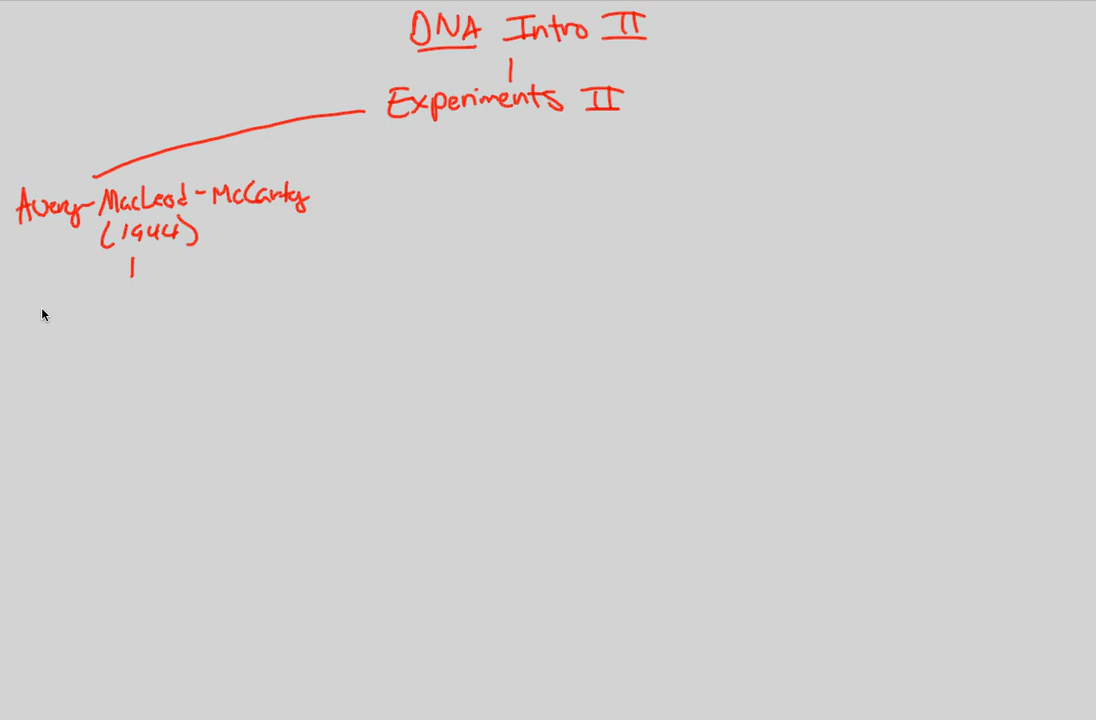 DNA Intro II
Experiments II
Avery-MacLeod-McCarty
(1944)